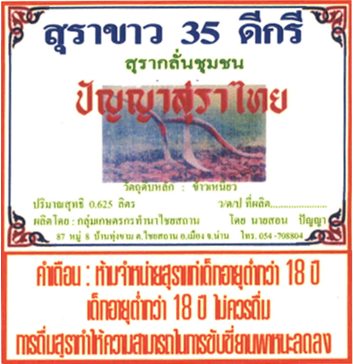 สุราขาว 35 ดีกรี
สุรากลั่นชุมชน
ปัญญาสุราไทย
วัตถุดิบหลัก : ข้าวเหนียว
ปริมาณสุทธิ 0.625 ลิตร ว/ด/ป ที่ผลิต....................
ผลิตโดย : กลุ่มเกษตรกรทำนาไชยสถาน โดย นายสอน ปัญญา
87 หมู่ 8 บ้านทุ่งขาม ต.ไชยสถาน อ.เมือง จ.น่าน โทร. 054-708804
คำเตือน : ห้ามจำหน่ายสุราแก่เด็กอายุต่ำกว่า 18 ปี
เด็กอายุต่ำกว่า 18 ปี ไม่ควรดื่ม
การดื่มสุราทำให้ความสามารถในการขับขี่ยานพาหนะลดลง